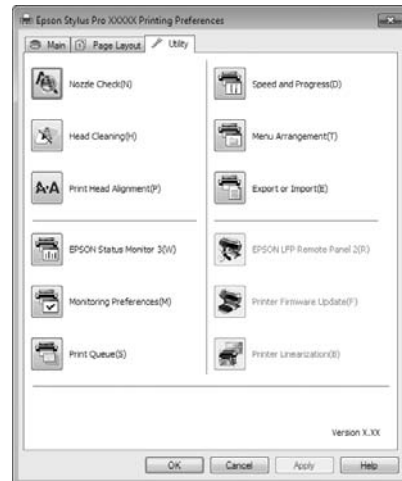 Epson Stylus Pro XXXXX Printing Preferences
Main
Page Layout
Utility
Nozzle Check(N)
Speed and Progress(D)
Head Cleaning(H)
Menu Arrangement(T)
Print Head Alignment(P)
Export or Import(E)
EPSON Status Monitor 3(W)
EPSON LFP Remote Panel 2(R)
Monitoring Preferences(M)
Printer Firmware Update(F)
Print Queue(S)
Printer Linearization(B)
Version X.XX
OK
Cancel
Apply
Help